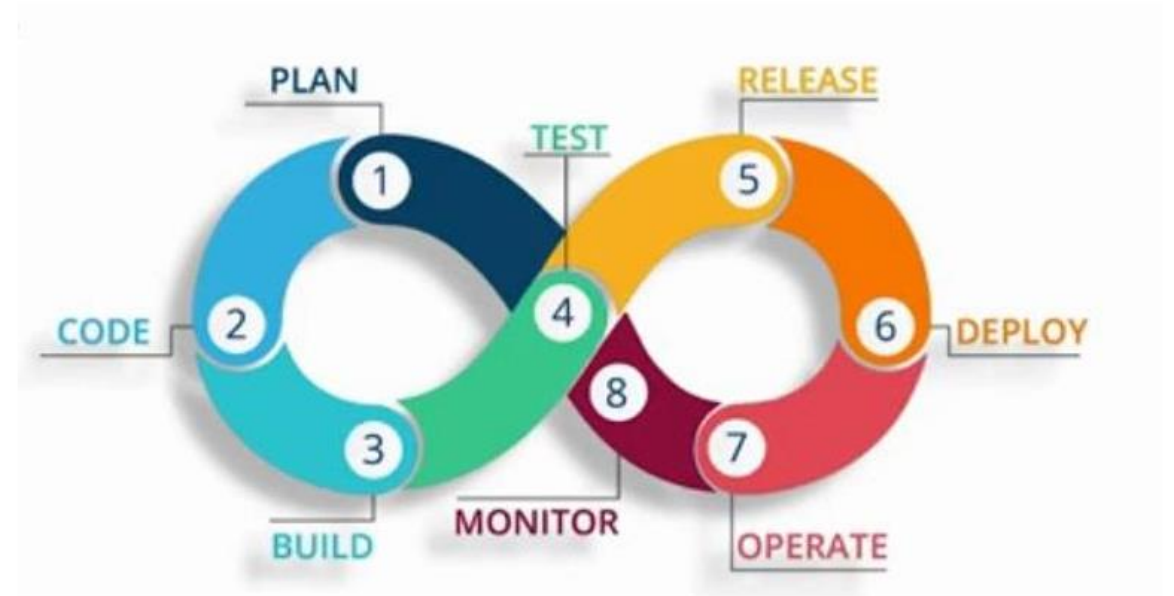 PLAN
1
CODE
2
BUILD
3
TEST
4
RELEASE
5
DEPLOY
6
OPERATE
7
MONITOR
8